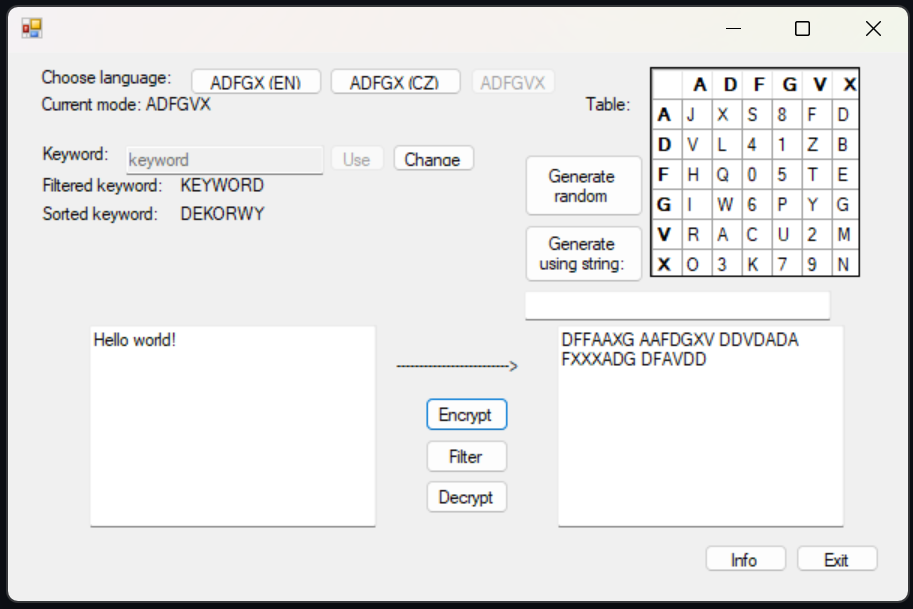 Choose language: ADFGX (EN) ADFGX (CZ) ADFGVX
Current mode: ADFGVX
Table:
A D F G V X
A J X S 8 F D
D V L 4 1 Z B
F H Q 0 5 T E
G I W 6 P Y G
V R A C U 2 M
X O 3 K 7 9 N
Keyword: keyword Use Change
Filtered keyword: KEYWORD
Sorted keyword: DEKORWY
Generate
random
Generate
using string:
Hello world!
-------------------------->
Encrypt
Filter
Decrypt
DFFAAXG AAFDGXV DDVDADA
FXXXADG DFAVDD
Info Exit